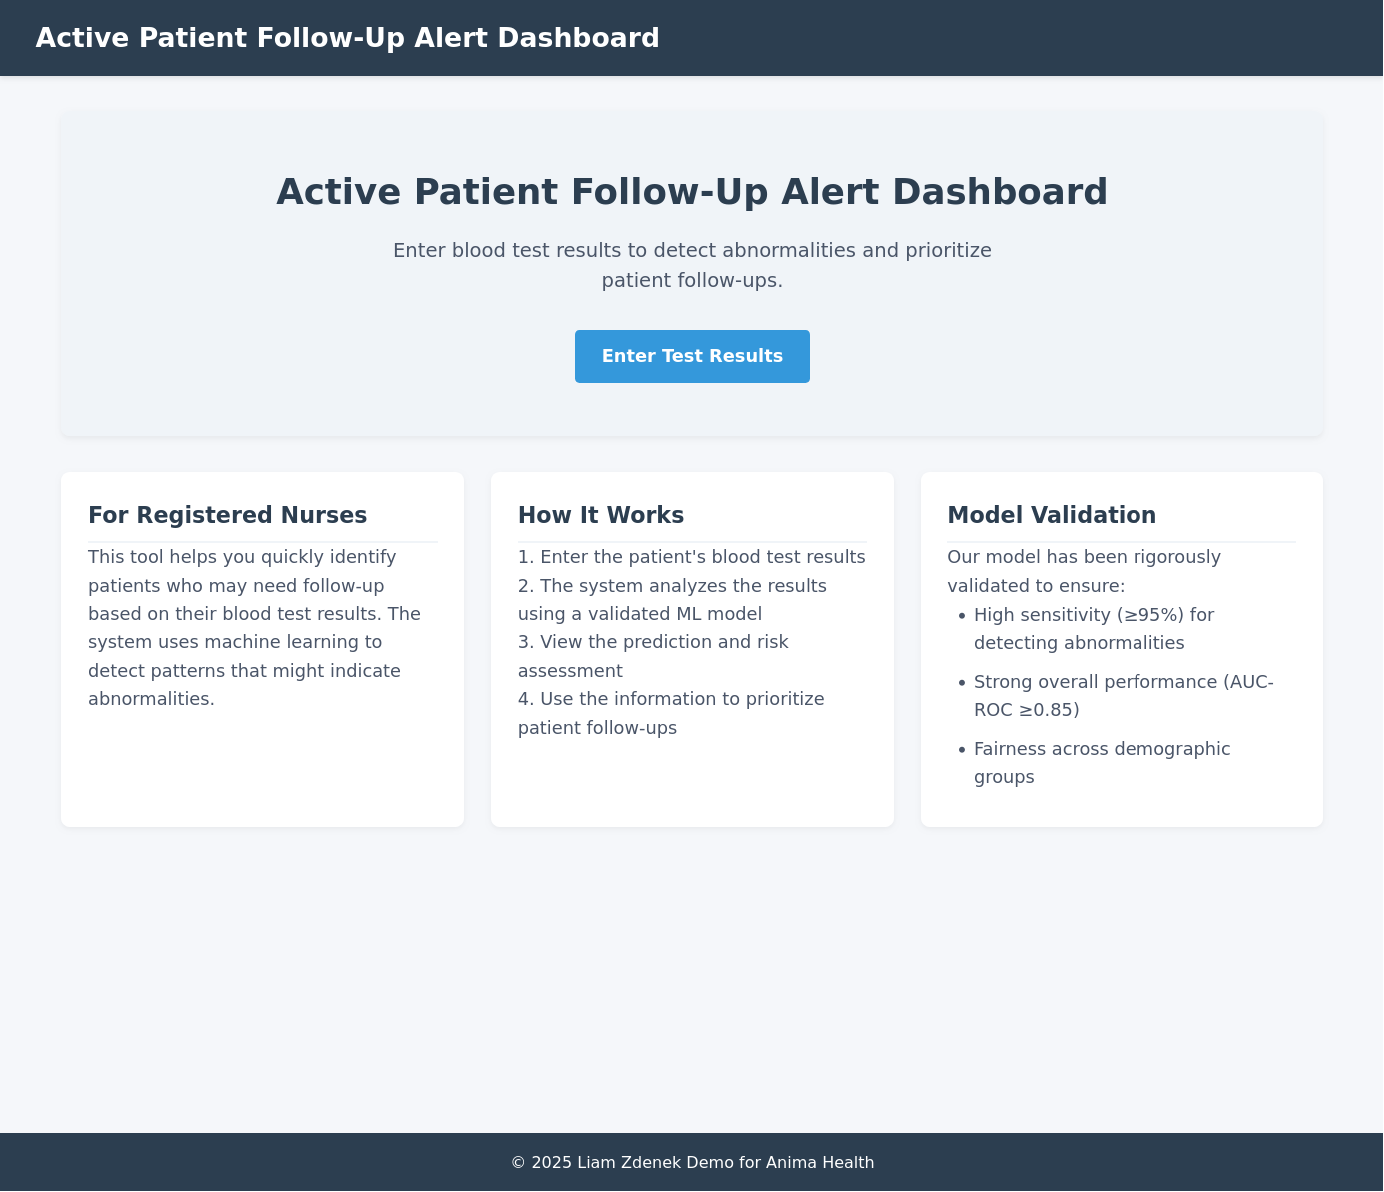 Active Patient Follow-Up Alert Dashboard
Active Patient Follow-Up Alert Dashboard
Enter blood test results to detect abnormalities and prioritize
patient follow-ups.
Enter Test Results
For Registered Nurses
This tool helps you quickly identify
patients who may need follow-up
based on their blood test results. The
system uses machine learning to
detect patterns that might indicate
abnormalities.
How It Works
1. Enter the patient's blood test results
2. The system analyzes the results
using a validated ML model
3. View the prediction and risk
assessment
4. Use the information to prioritize
patient follow-ups
Model Validation
Our model has been rigorously
validated to ensure:
• High sensitivity (≥95%) for
detecting abnormalities
• Strong overall performance (AUC-
ROC ≥0.85)
• Fairness across demographic
groups
© 2025 Liam Zdenek Demo for Anima Health